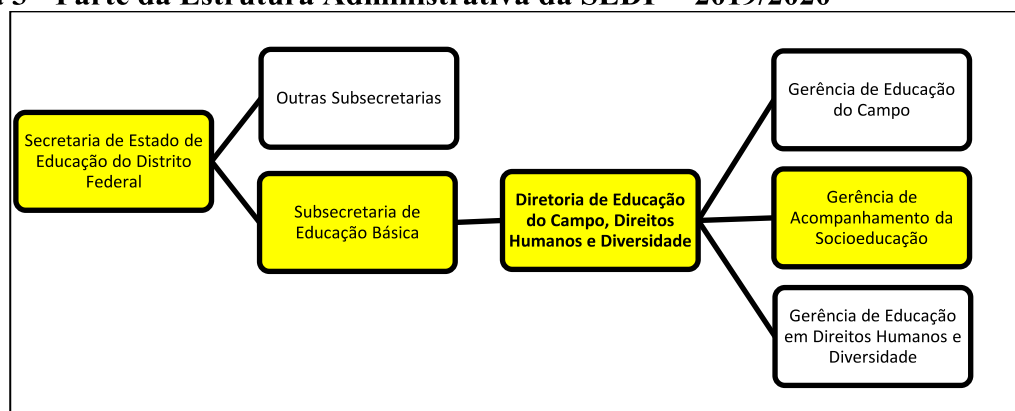 Parte da Estrutura Administrativa da SEDF – 2019/2020
Outras Subsecretarias
Secretaria de Estado de
Educação do Distrito
Federal
Subsecretaria de
Educação Básica
Diretoria de Educação
do Campo, Direitos
Humanos e Diversidade
Gerência de Educação
do Campo
Gerência de
Acompanhamento da
Socioeducação
Gerência de Educação
em Direitos Humanos e
Diversidade